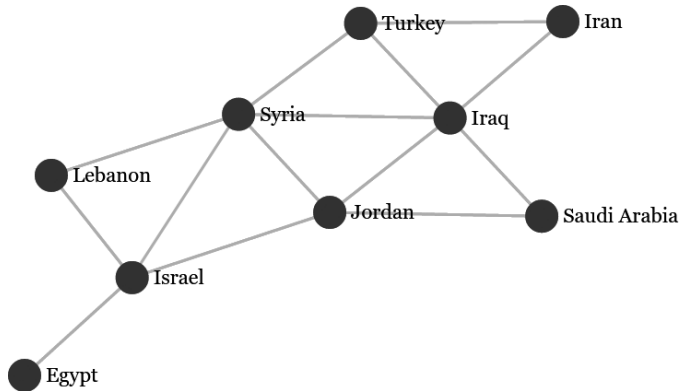 Turkey
Iran
Syria
Iraq
Lebanon
Jordan
Saudi Arabia
Israel
Egypt